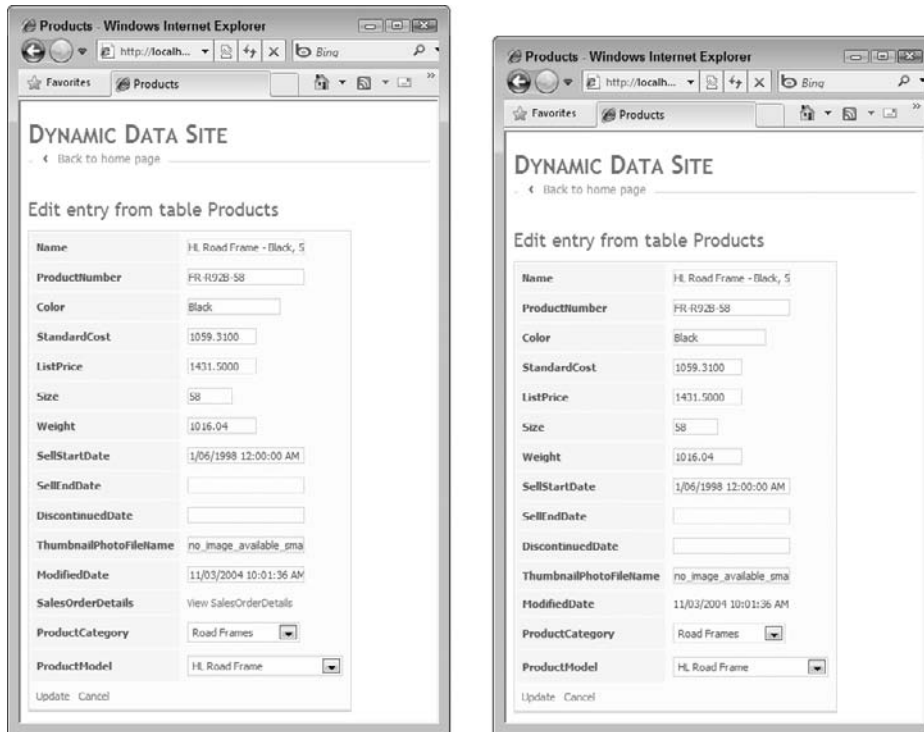 Products - Windows Internet Explorer
http://localh...
Bing
Favorites
Products
»
DYNAMIC DATA SITE
Back to home page
Edit entry from table Products
Name HL Road Frame - Black, 5
ProductNumber FR-R92B-58
Color Black
StandardCost 1059.3100
ListPrice 1431.5000
Size 58
Weight 1016.04
SellStartDate 1/06/1998 12:00:00 AM
SellEndDate
DiscontinuedDate
ThumbnailPhotoFileName no_image_available_sma
ModifiedDate 11/03/2004 10:01:36 AM
SalesOrderDetails View SalesOrderDetails
ProductCategory Road Frames
ProductModel HL Road Frame
Update Cancel
Products - Windows Internet Explorer
http://localh...
Bing
Favorites
Products
»
DYNAMIC DATA SITE
Back to home page
Edit entry from table Products
Name HL Road Frame - Black, 5
ProductNumber FR-R92B-58
Color Black
StandardCost 1059.3100
ListPrice 1431.5000
Size 58
Weight 1016.04
SellStartDate 1/06/1998 12:00:00 AM
SellEndDate
DiscontinuedDate
ThumbnailPhotoFileName no_image_available_sma
ModifiedDate 11/03/2004 10:01:36 AM
ProductCategory Road Frames
ProductModel HL Road Frame
Update Cancel